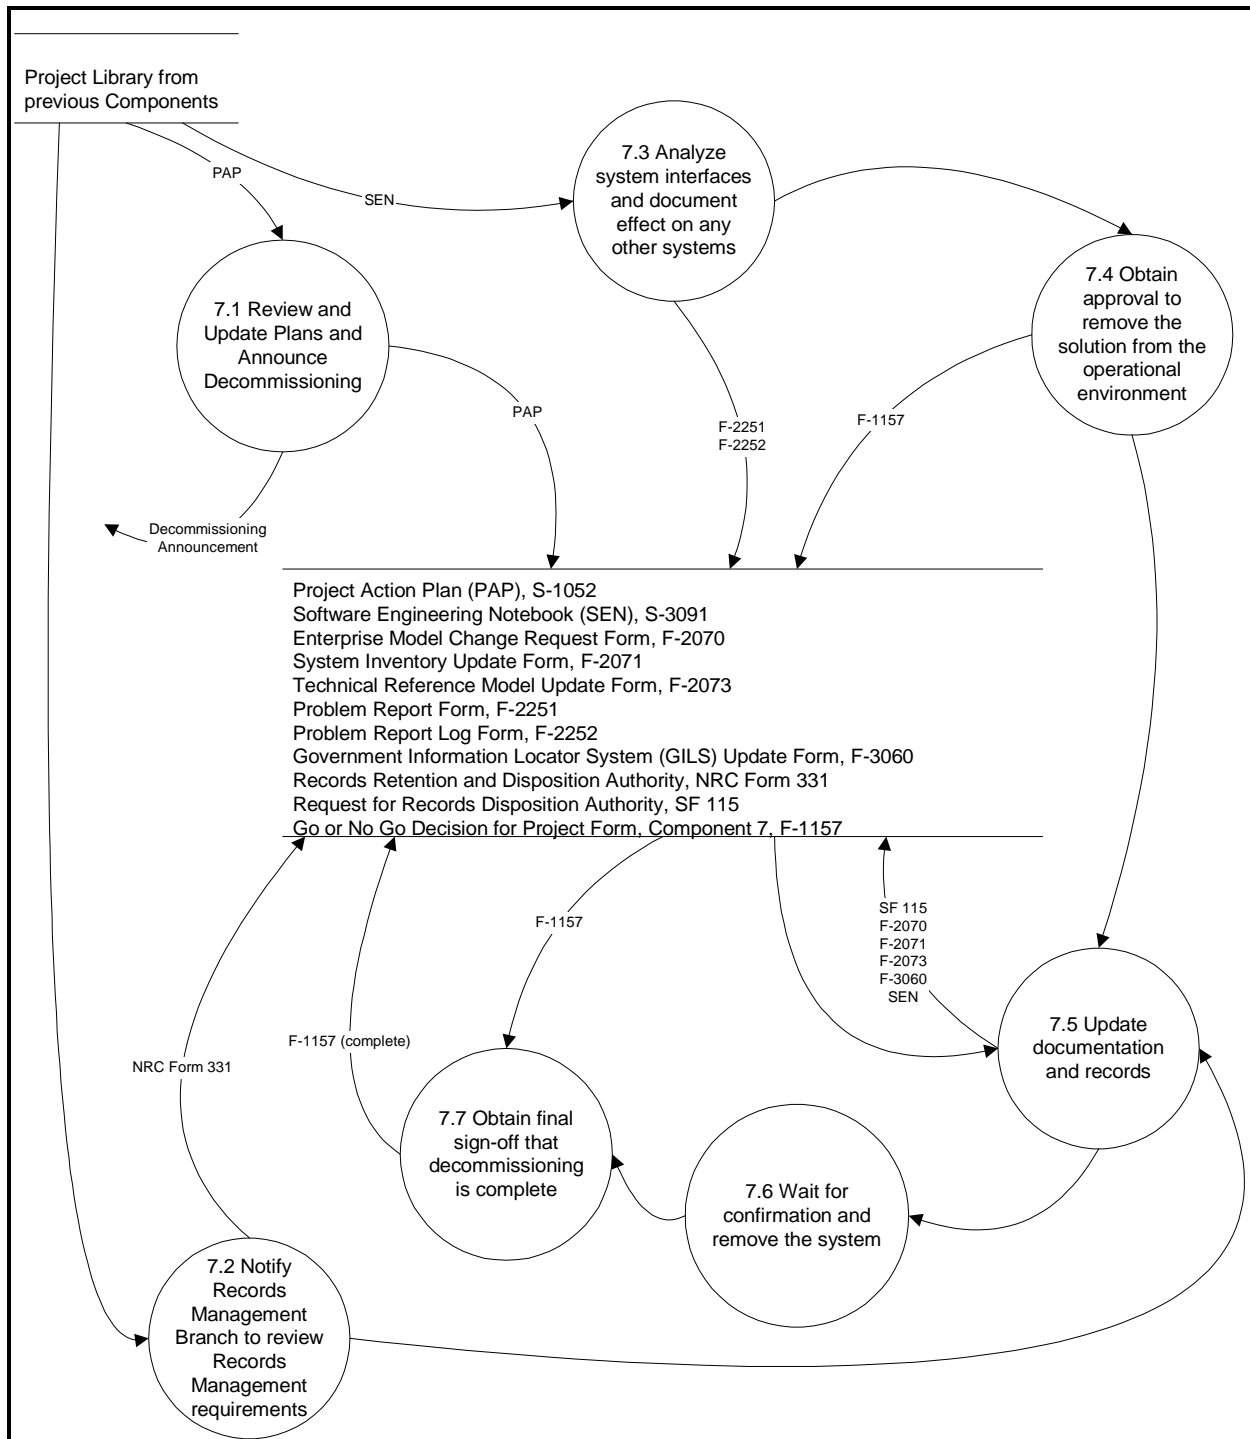 Project Library from
previous Components
PAP
SEN
7.3 Analyze
system interfaces
and document
effect on any
other systems
7.1 Review and
Update Plans and
Announce
Decommissioning
7.4 Obtain
approval to
remove the
solution from the
operational
environment
PAP
F-2251
F-2252
F-1157
Decommissioning
Announcement
Project Action Plan (PAP), S-1052
Software Engineering Notebook (SEN), S-3091
Enterprise Model Change Request Form, F-2070
System Inventory Update Form, F-2071
Technical Reference Model Update Form, F-2073
Problem Report Form, F-2251
Problem Report Log Form, F-2252
Government Information Locator System (GILS) Update Form, F-3060
Records Retention and Disposition Authority, NRC Form 331
Request for Records Disposition Authority, SF 115
Go or No Go Decision for Project Form, Component 7, F-1157
F-1157
SF 115
F-2070
F-2071
F-2073
F-3060
SEN
F-1157 (complete)
NRC Form 331
7.5 Update
documentation
and records
7.7 Obtain final
sign-off that
decommissioning
is complete
7.6 Wait for
confirmation and
remove the system
7.2 Notify
Records
Management
Branch to review
Records
Management
requirements